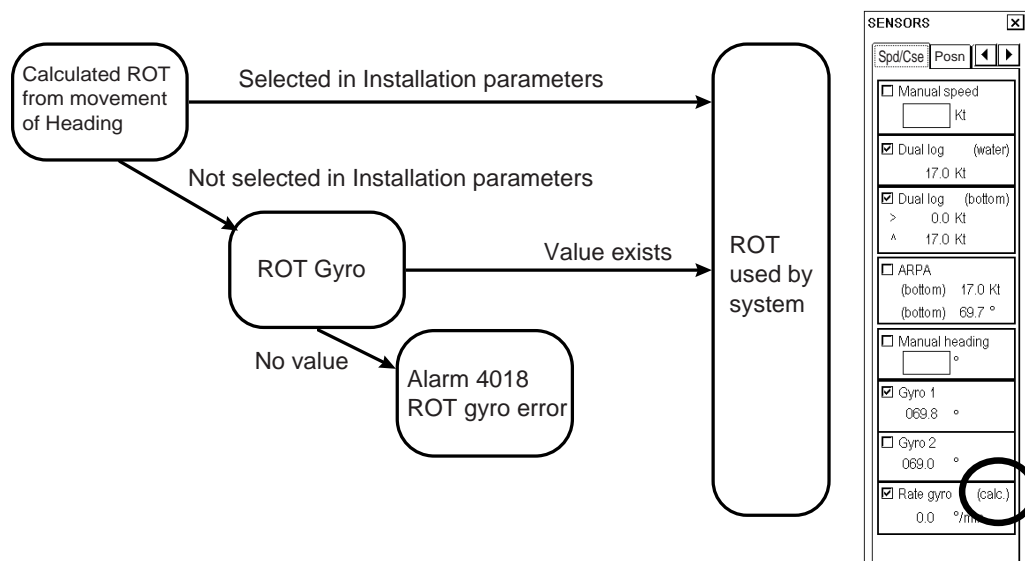 Calculated ROT
from movement
of Heading
Selected in Installation parameters
Not selected in Installation parameters
ROT Gyro
Value exists
No value
Alarm 4018
ROT gyro error
ROT
used by
system
SENSORS
Spd/Cse Posn
Manual speed
Kt
Dual log (water)
17.0 Kt
Dual log (bottom)
> 0.0 Kt
^ 17.0 Kt
ARPA
(bottom) 17.0 Kt
(bottom) 69.7 °
Manual heading
°
Gyro 1
069.8 °
Gyro 2
069.0 °
Rate gyro (calc.)
0.0 °/min